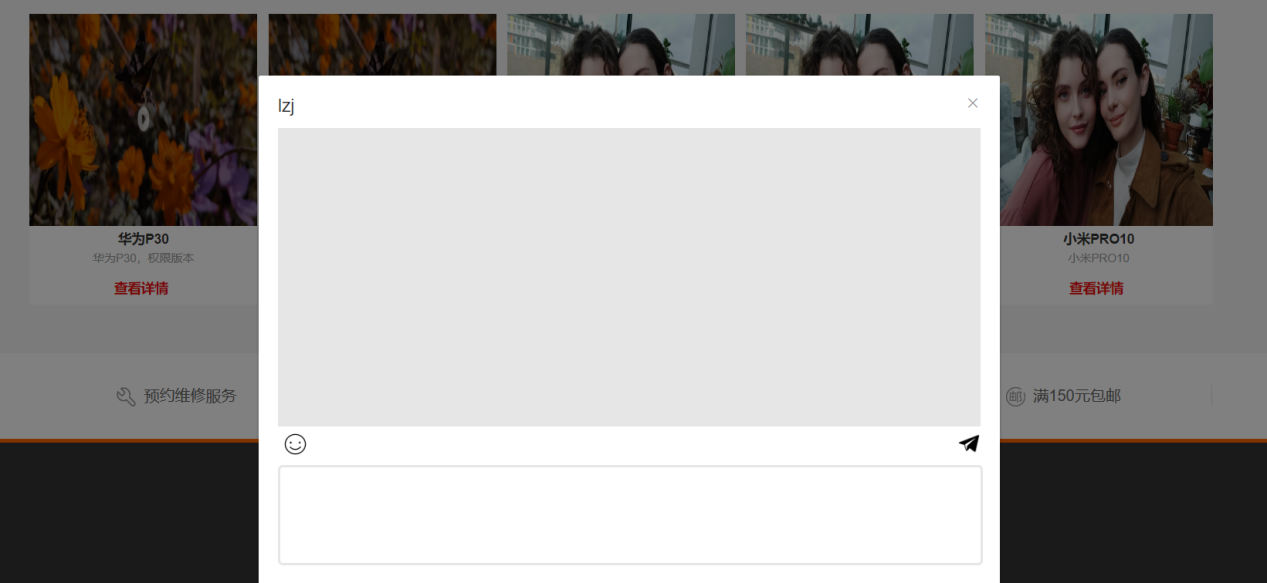 lzj
华为P30
华为P30，权限版本
查看详情
小米PRO10
小米PRO10
查看详情
预约维修服务
邮 满150元包邮